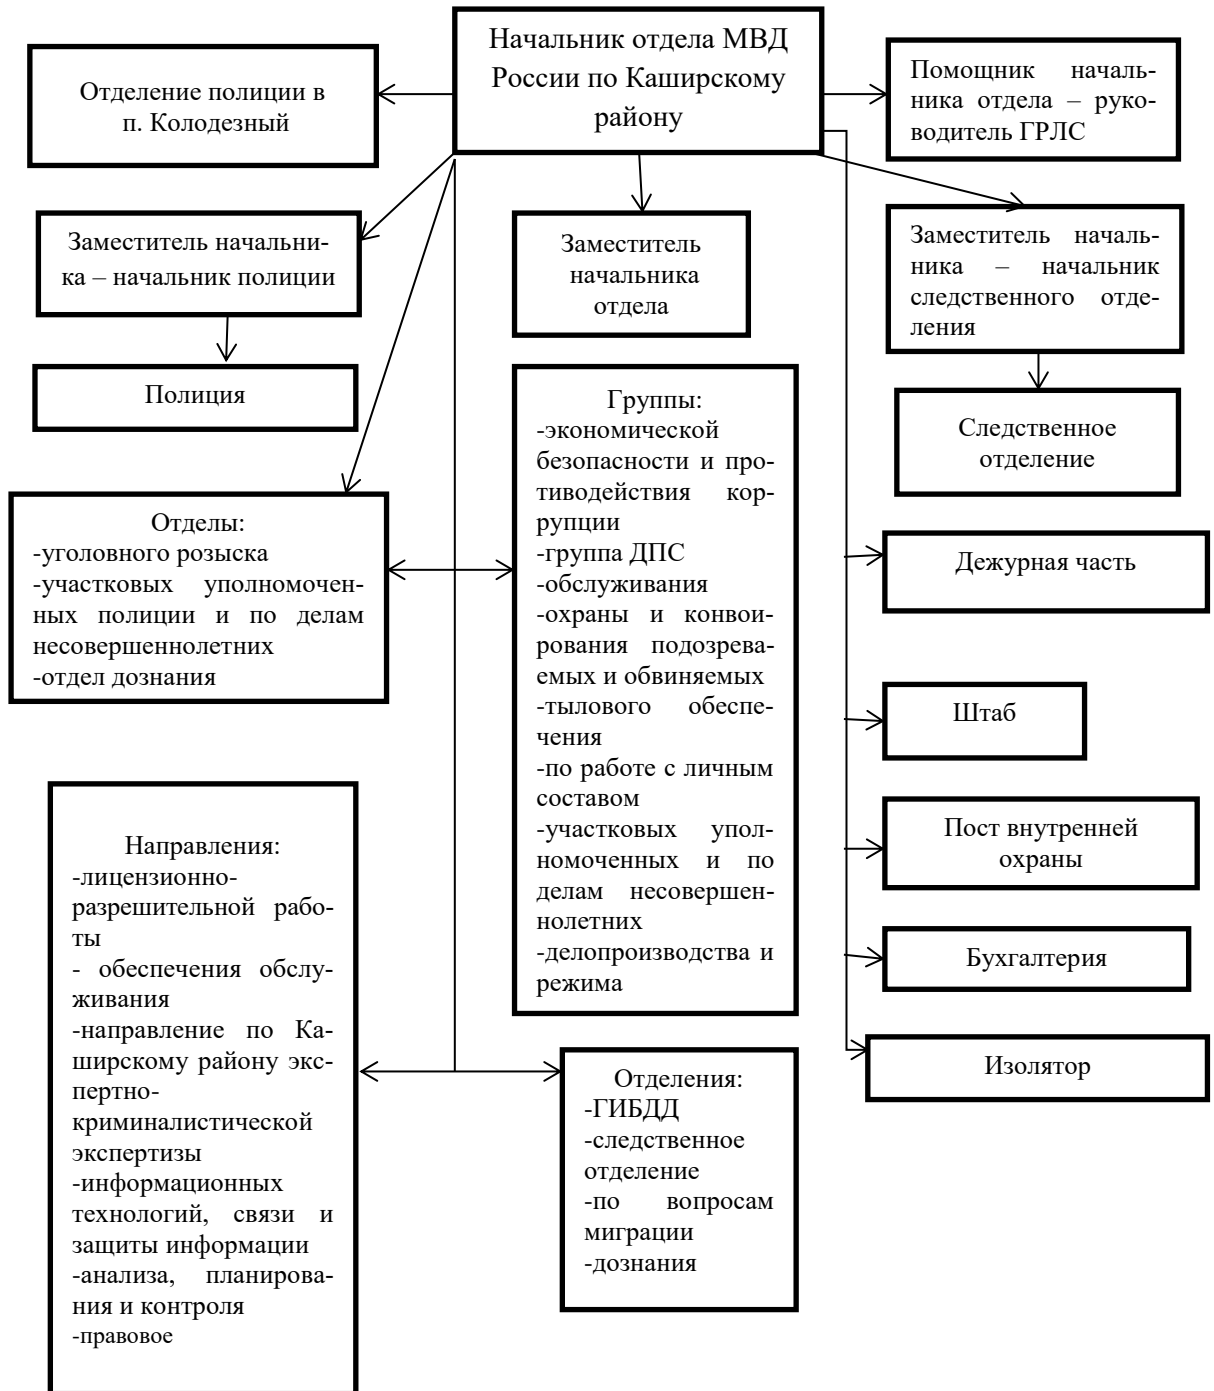 Начальник отдела МВД
России по Каширскому
району
Отделение полиции в
п. Колодезный
Помощник началь-
ника отдела – руко-
водитель ГРЛС
Заместитель начальни-
ка – начальник полиции
Заместитель
начальника
отдела
Заместитель началь-
ника – начальник
следственного отде-
ления
Полиция
Группы:
-экономической
безопасности и про-
тиводействия кор-
рупции
-группа ДПС
-обслуживания
-охраны и конвои-
рования подозрева-
емых и обвиняемых
-тылового обеспе-
чения
-по работе с личным
составом
-участковых упол-
номоченных и по
делам несовершен-
нолетних
-делопроизводства и
режима
Следственное
отделение
Отделы:
-уголовного розыска
-участковых уполномочен-
ных полиции и по делам
несовершеннолетних
-отдел дознания
Дежурная часть
Штаб
Пост внутренней
охраны
Бухгалтерия
Изолятор
Направления:
-лицензионно-
разрешительной рабо-
ты
- обеспечения обслу-
живания
-направление по Ка-
ширскому району экс-
пертно-
криминалистической
экспертизы
-информационных
технологий, связи и
защиты информации
-анализа, планирова-
ния и контроля
-правовое
Отделения:
-ГИБДД
-следственное
отделение
-по вопросам
миграции
-дознания